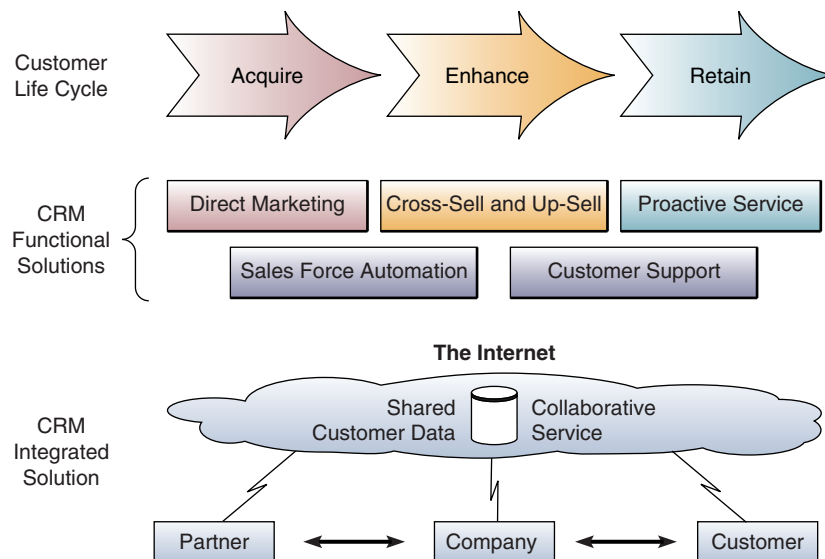 Customer
Life Cycle
Acquire
Enhance
Retain
CRM
Functional
Solutions
Direct Marketing
Cross-Sell and Up-Sell
Proactive Service
Sales Force Automation
Customer Support
The Internet
CRM
Integrated
Solution
Shared
Customer Data
Collaborative
Service
Partner
Company
Customer